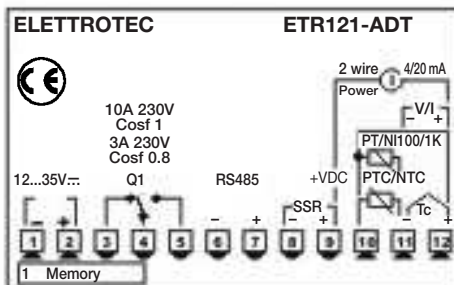 ELETTROTEC ETR121-ADT
CE
2 wire 4/20 mA
Power I
10A 230V
Cosf 1
3A 230V
Cosf 0.8
V/I
– +
PT/NI100/1K
12...35V⎓ Q1 RS485 +VDC PTC/NTC
SSR Tc
– + – + – + – +
1 2 3 4 5 6 7 8 9 10 11 12
1 Memory